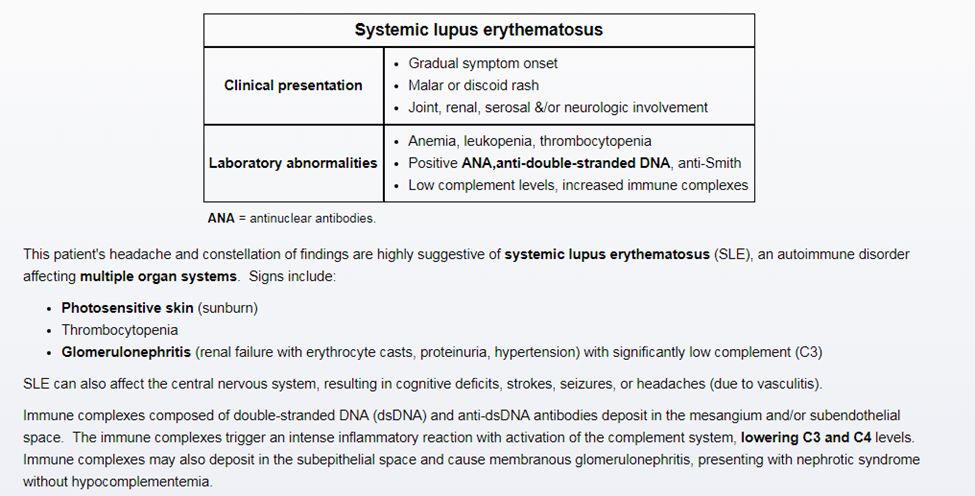 Systemic lupus erythematosus
Clinical presentation
• Gradual symptom onset
• Malar or discoid rash
• Joint, renal, serosal &/or neurologic involvement
Laboratory abnormalities
• Anemia, leukopenia, thrombocytopenia
• Positive ANA,anti-double-stranded DNA, anti-Smith
• Low complement levels, increased immune complexes
ANA = antinuclear antibodies.
This patient's headache and constellation of findings are highly suggestive of systemic lupus erythematosus (SLE), an autoimmune disorder
affecting multiple organ systems. Signs include:
• Photosensitive skin (sunburn)
• Thrombocytopenia
• Glomerulonephritis (renal failure with erythrocyte casts, proteinuria, hypertension) with significantly low complement (C3)
SLE can also affect the central nervous system, resulting in cognitive deficits, strokes, seizures, or headaches (due to vasculitis).
Immune complexes composed of double-stranded DNA (dsDNA) and anti-dsDNA antibodies deposit in the mesangium and/or subendothelial
space. The immune complexes trigger an intense inflammatory reaction with activation of the complement system, lowering C3 and C4 levels.
Immune complexes may also deposit in the subepithelial space and cause membranous glomerulonephritis, presenting with nephrotic syndrome
without hypocomplementemia.